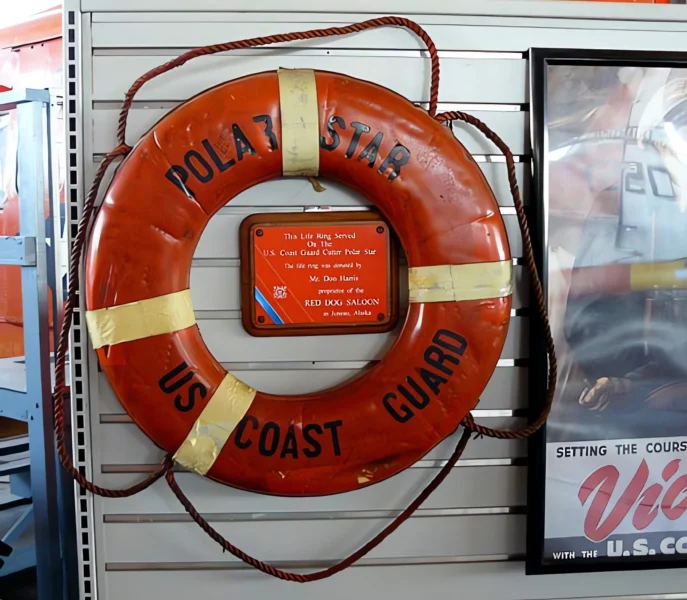 POLAR STAR
This Life Ring Served
On The
U.S. Coast Guard Cutter Polar Star
The life ring was donated by
Mr. Don Harris
proprietor of the
RED DOG SALOON
in Juneau, Alaska
US COAST GUARD
20
SETTING THE COURS
Vic
WITH THE U.S. CO